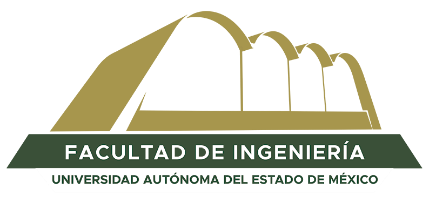 FACULTAD DE INGENIERÍA
UNIVERSIDAD AUTÓNOMA DEL ESTADO DE MÉXICO